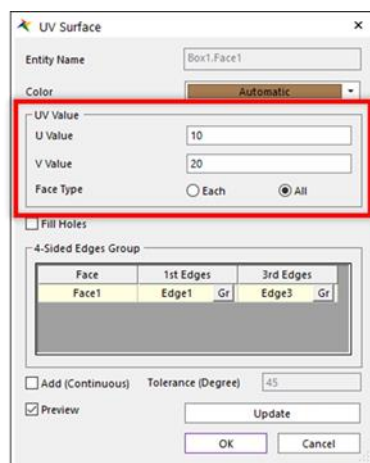 UV Surface
Entity Name Box1.Face1
Color Automatic
UV Value
U Value 10
V Value 20
Face Type Each All
Fill Holes
4-Sided Edges Group
Face 1st Edges 3rd Edges
Face1 Edge1 Gr Edge3 Gr
Add (Continuous) Tolerance (Degree) 45
Preview Update
OK Cancel